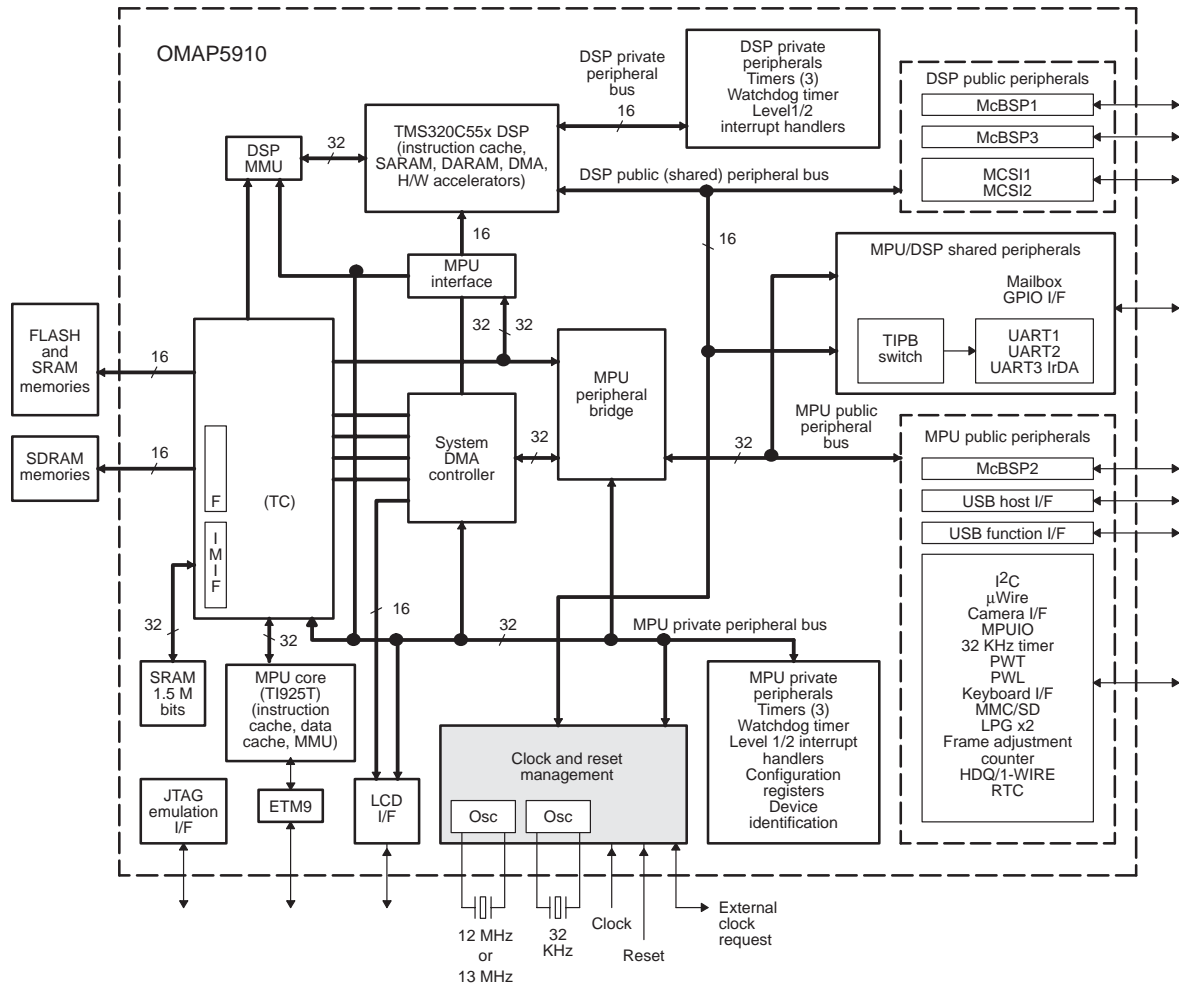 OMAP5910
DSP private
peripheral
bus
16
DSP private
peripherals
Timers (3)
Watchdog timer
Level1/2
interrupt handlers
DSP public peripherals
McBSP1
McBSP3
MCSI1
MCSI2
TMS320C55x DSP
(instruction cache,
SARAM, DARAM, DMA,
H/W accelerators)
DSP
MMU
32
DSP public (shared) peripheral bus
16
16
MPU
interface
MPU/DSP shared peripherals
Mailbox
GPIO I/F
TIPB
switch
UART1
UART2
UART3 IrDA
FLASH
and
SRAM
memories
16
32
32
MPU
peripheral
bridge
SDRAM
memories
16
F
I
M
I
F
(TC)
System
DMA
controller
32
32
MPU public
peripheral
bus
MPU public peripherals
McBSP2
USB host I/F
USB function I/F
I2C
μWire
Camera I/F
MPUIO
32 KHz timer
PWT
PWL
Keyboard I/F
MMC/SD
LPG x2
Frame adjustment
counter
HDQ/1-WIRE
RTC
32
32
16
32
MPU private peripheral bus
SRAM
1.5 M
bits
MPU core
(TI925T)
(instruction
cache, data
cache, MMU)
MPU private
peripherals
Timers (3)
Watchdog timer
Level 1/2 interrupt
handlers
Configuration
registers
Device
identification
Clock and reset
management
Osc
Osc
JTAG
emulation
I/F
ETM9
LCD
I/F
12 MHz
or
13 MHz
32
KHz
Clock
Reset
External
clock
request